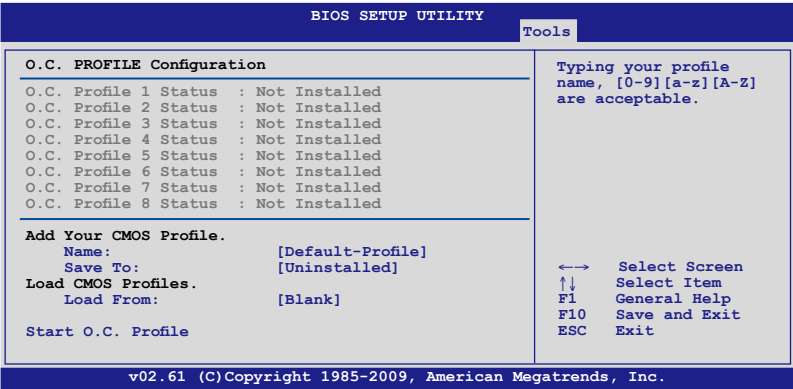 BIOS SETUP UTILITY
Tools
O.C. PROFILE Configuration
O.C. Profile 1 Status : Not Installed
O.C. Profile 2 Status : Not Installed
O.C. Profile 3 Status : Not Installed
O.C. Profile 4 Status : Not Installed
O.C. Profile 5 Status : Not Installed
O.C. Profile 6 Status : Not Installed
O.C. Profile 7 Status : Not Installed
O.C. Profile 8 Status : Not Installed
Add Your CMOS Profile.
Name: [Default-Profile]
Save To: [Uninstalled]
Load CMOS Profiles.
Load From: [Blank]
Start O.C. Profile
Typing your profile
name, [0-9][a-z][A-Z]
are acceptable.
←→ Select Screen
↑↓ Select Item
F1 General Help
F10 Save and Exit
ESC Exit
v02.61 (C)Copyright 1985-2009, American Megatrends, Inc.